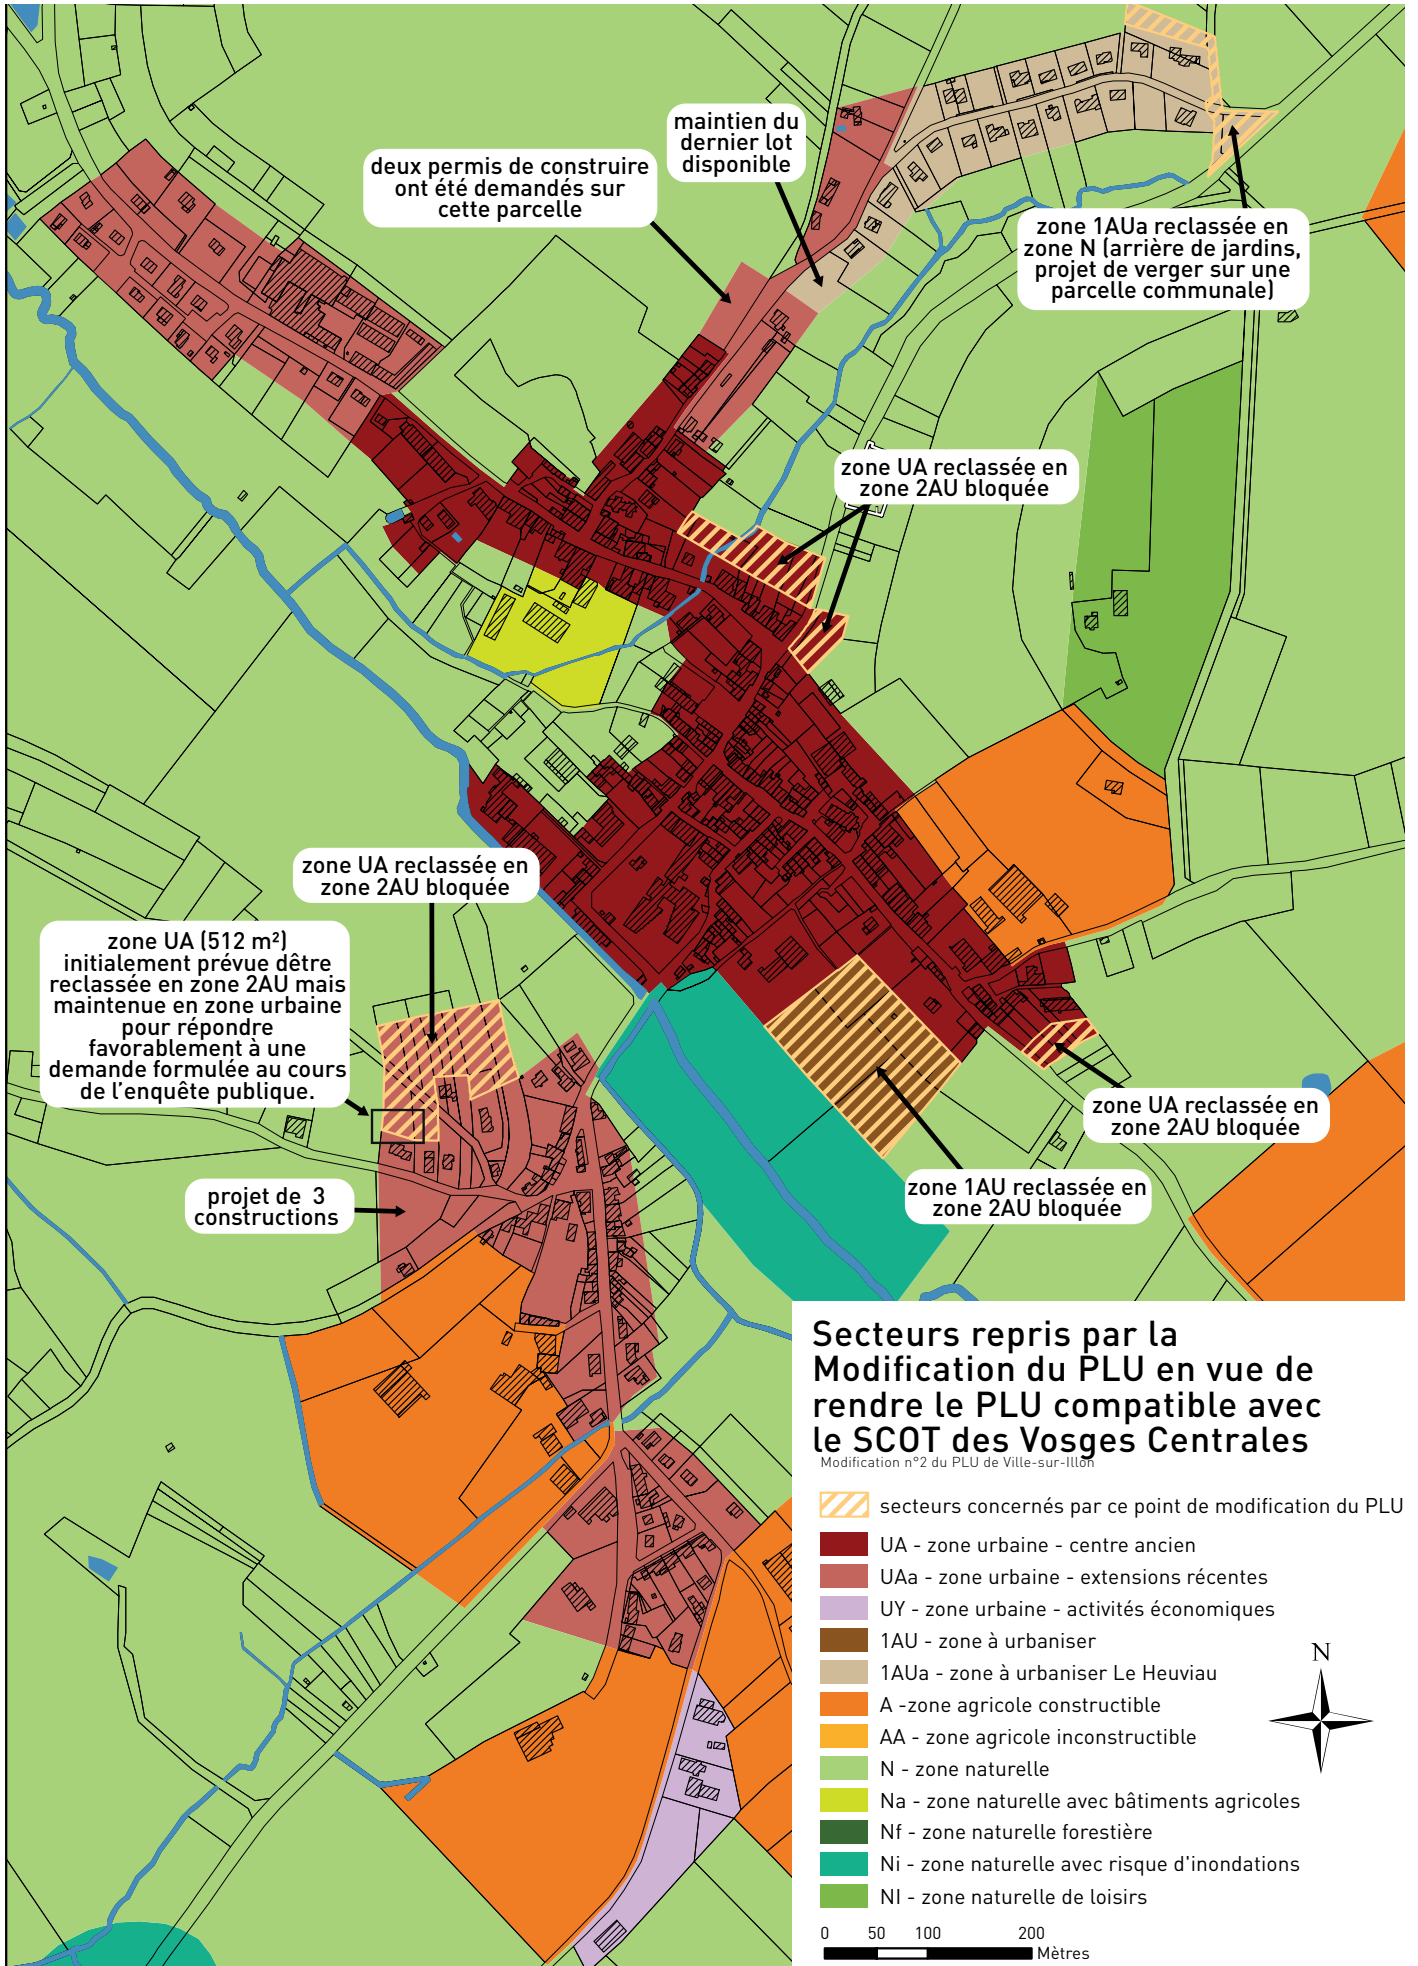 maintien du
dernier lot
disponible
deux permis de construire
ont été demandés sur
cette parcelle
zone 1AUa reclassée en
zone N (arrière de jardins,
projet de verger sur une
parcelle communale)
zone UA reclassée en
zone 2AU bloquée
zone UA reclassée en
zone 2AU bloquée
zone UA (512 m²)
initialement prévue dêtre
reclassée en zone 2AU mais
maintenue en zone urbaine
pour répondre
favorablement à une
demande formulée au cours
de l'enquête publique.
zone UA reclassée en
zone 2AU bloquée
zone 1AU reclassée en
zone 2AU bloquée
projet de 3
constructions
Secteurs repris par la
Modification du PLU en vue de
rendre le PLU compatible avec
le SCOT des Vosges Centrales
Modification n°2 du PLU de Ville-sur-Illon
secteurs concernés par ce point de modification du PLU
UA - zone urbaine - centre ancien
UAa - zone urbaine - extensions récentes
UY - zone urbaine - activités économiques
1AU - zone à urbaniser
1AUa - zone à urbaniser Le Heuviau
A -zone agricole constructible
AA - zone agricole inconstructible
N - zone naturelle
Na - zone naturelle avec bâtiments agricoles
Nf - zone naturelle forestière
Ni - zone naturelle avec risque d'inondations
Nl - zone naturelle de loisirs
N
0 50 100 200
Mètres